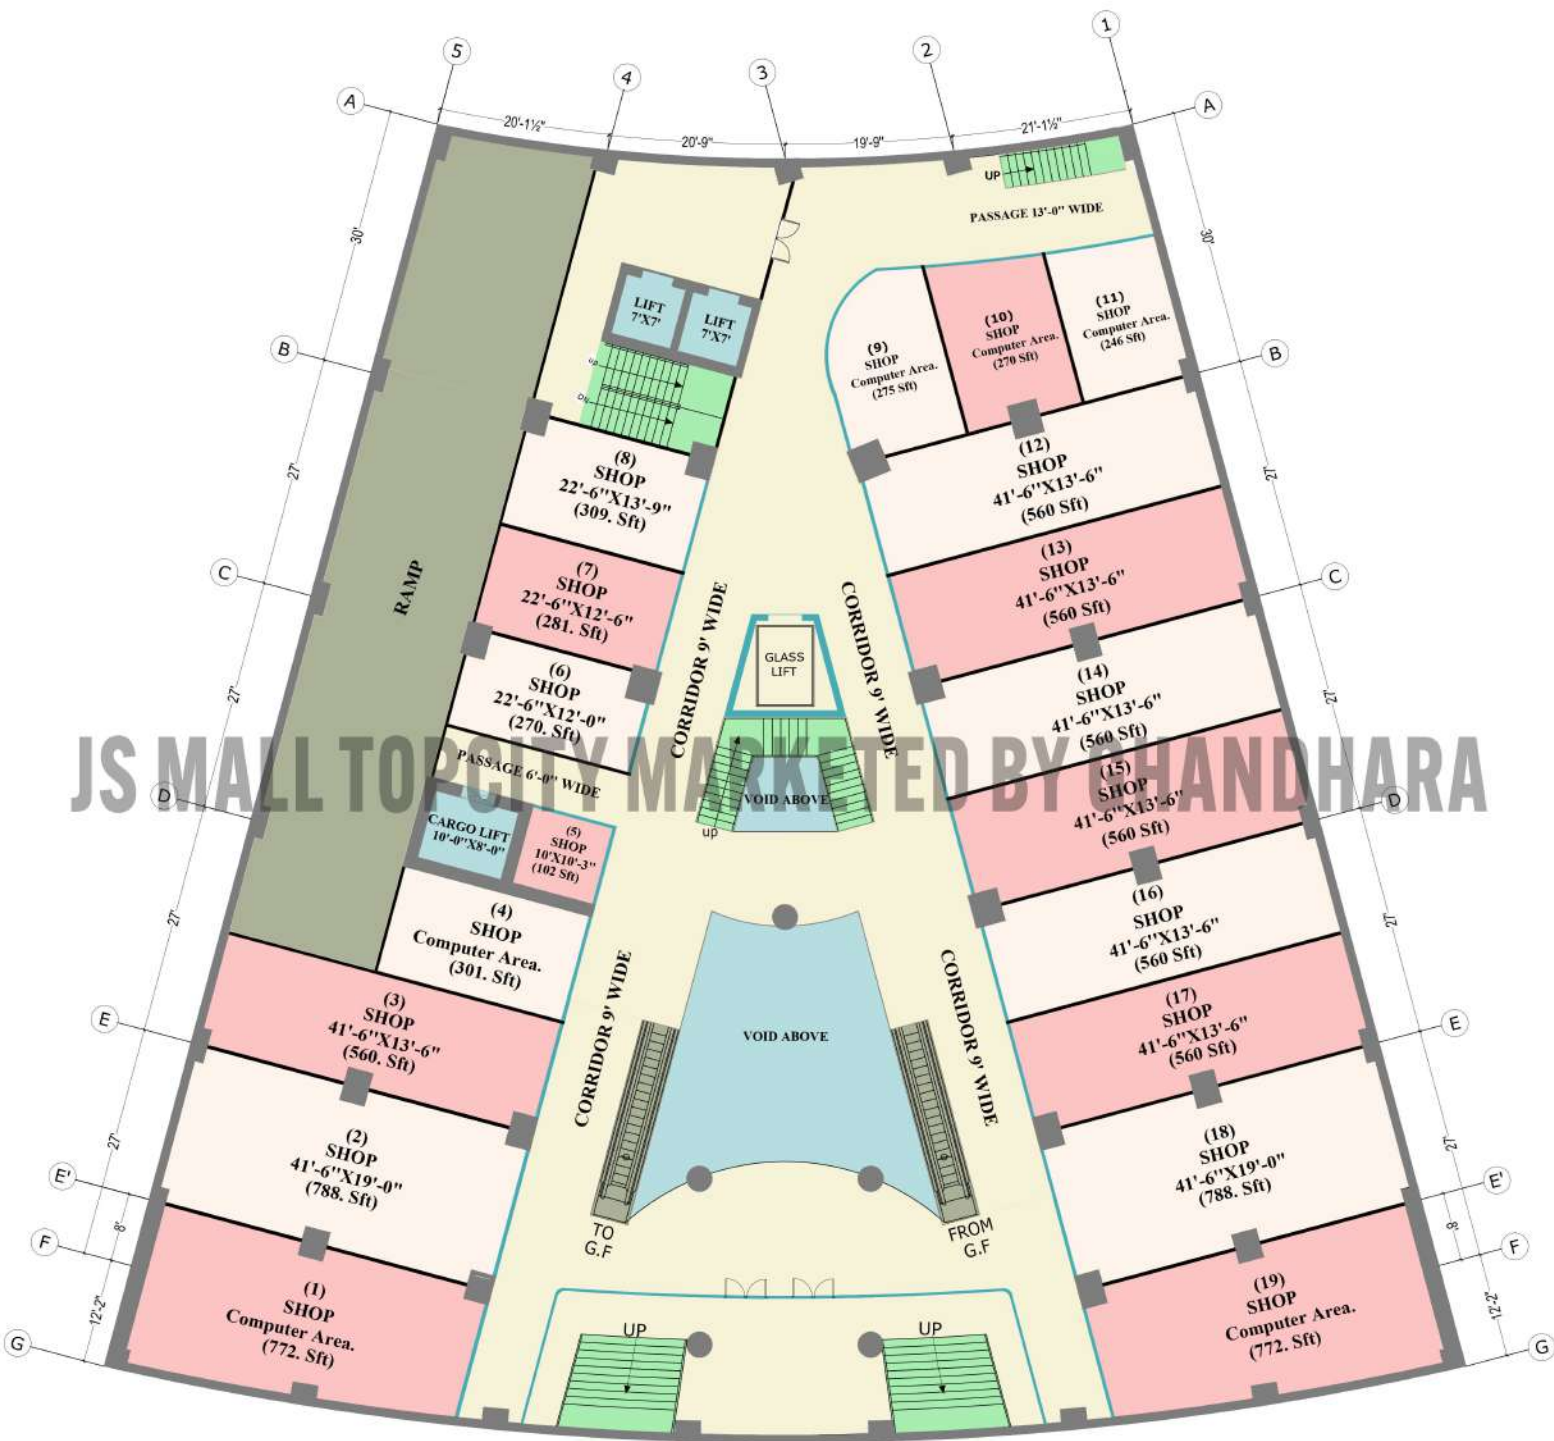 1
2
3
4
5
A
A
20'-1½"
20'-9"
19'-9"
21'-1½"
UP
PASSAGE 13'-0" WIDE
30'
30'
LIFT
7'X7'
LIFT
7'X7'
(11)
SHOP
Computer Area.
(246 Sft)
(10)
SHOP
Computer Area.
(270 Sft)
(9)
SHOP
Computer Area.
(275 Sft)
B
B
UP
DN
(8)
SHOP
22'-6"X13'-9"
(309. Sft)
(12)
SHOP
41'-6"X13'-6"
(560 Sft)
27'
27'
C
C
RAMP
(7)
SHOP
22'-6"X12'-6"
(281. Sft)
(13)
SHOP
41'-6"X13'-6"
(560 Sft)
CORRIDOR 9' WIDE
CORRIDOR 9' WIDE
GLASS
LIFT
(6)
SHOP
22'-6"X12'-0"
(270. Sft)
(14)
SHOP
41'-6"X13'-6"
(560 Sft)
27'
27'
JS MALL TOPCITY MARKETED BY GHANDHARA
PASSAGE 6'-0" WIDE
D
D
VOID ABOVE
up
(15)
SHOP
41'-6"X13'-6"
(560 Sft)
CARGO LIFT
10'-0"X8'-0"
(5)
SHOP
10'X10'-3"
(102 Sft)
(4)
SHOP
Computer Area.
(301. Sft)
(16)
SHOP
41'-6"X13'-6"
(560 Sft)
27'
27'
(3)
SHOP
41'-6"X13'-6"
(560. Sft)
CORRIDOR 9' WIDE
VOID ABOVE
CORRIDOR 9' WIDE
(17)
SHOP
41'-6"X13'-6"
(560 Sft)
E
E
27'
27'
(2)
SHOP
41'-6"X19'-0"
(788. Sft)
(18)
SHOP
41'-6"X19'-0"
(788. Sft)
E'
E'
8'
8'
TO
G.F
FROM
G.F
F
F
12'-2"
12'-2"
(1)
SHOP
Computer Area.
(772. Sft)
(19)
SHOP
Computer Area.
(772. Sft)
UP
UP
G
G